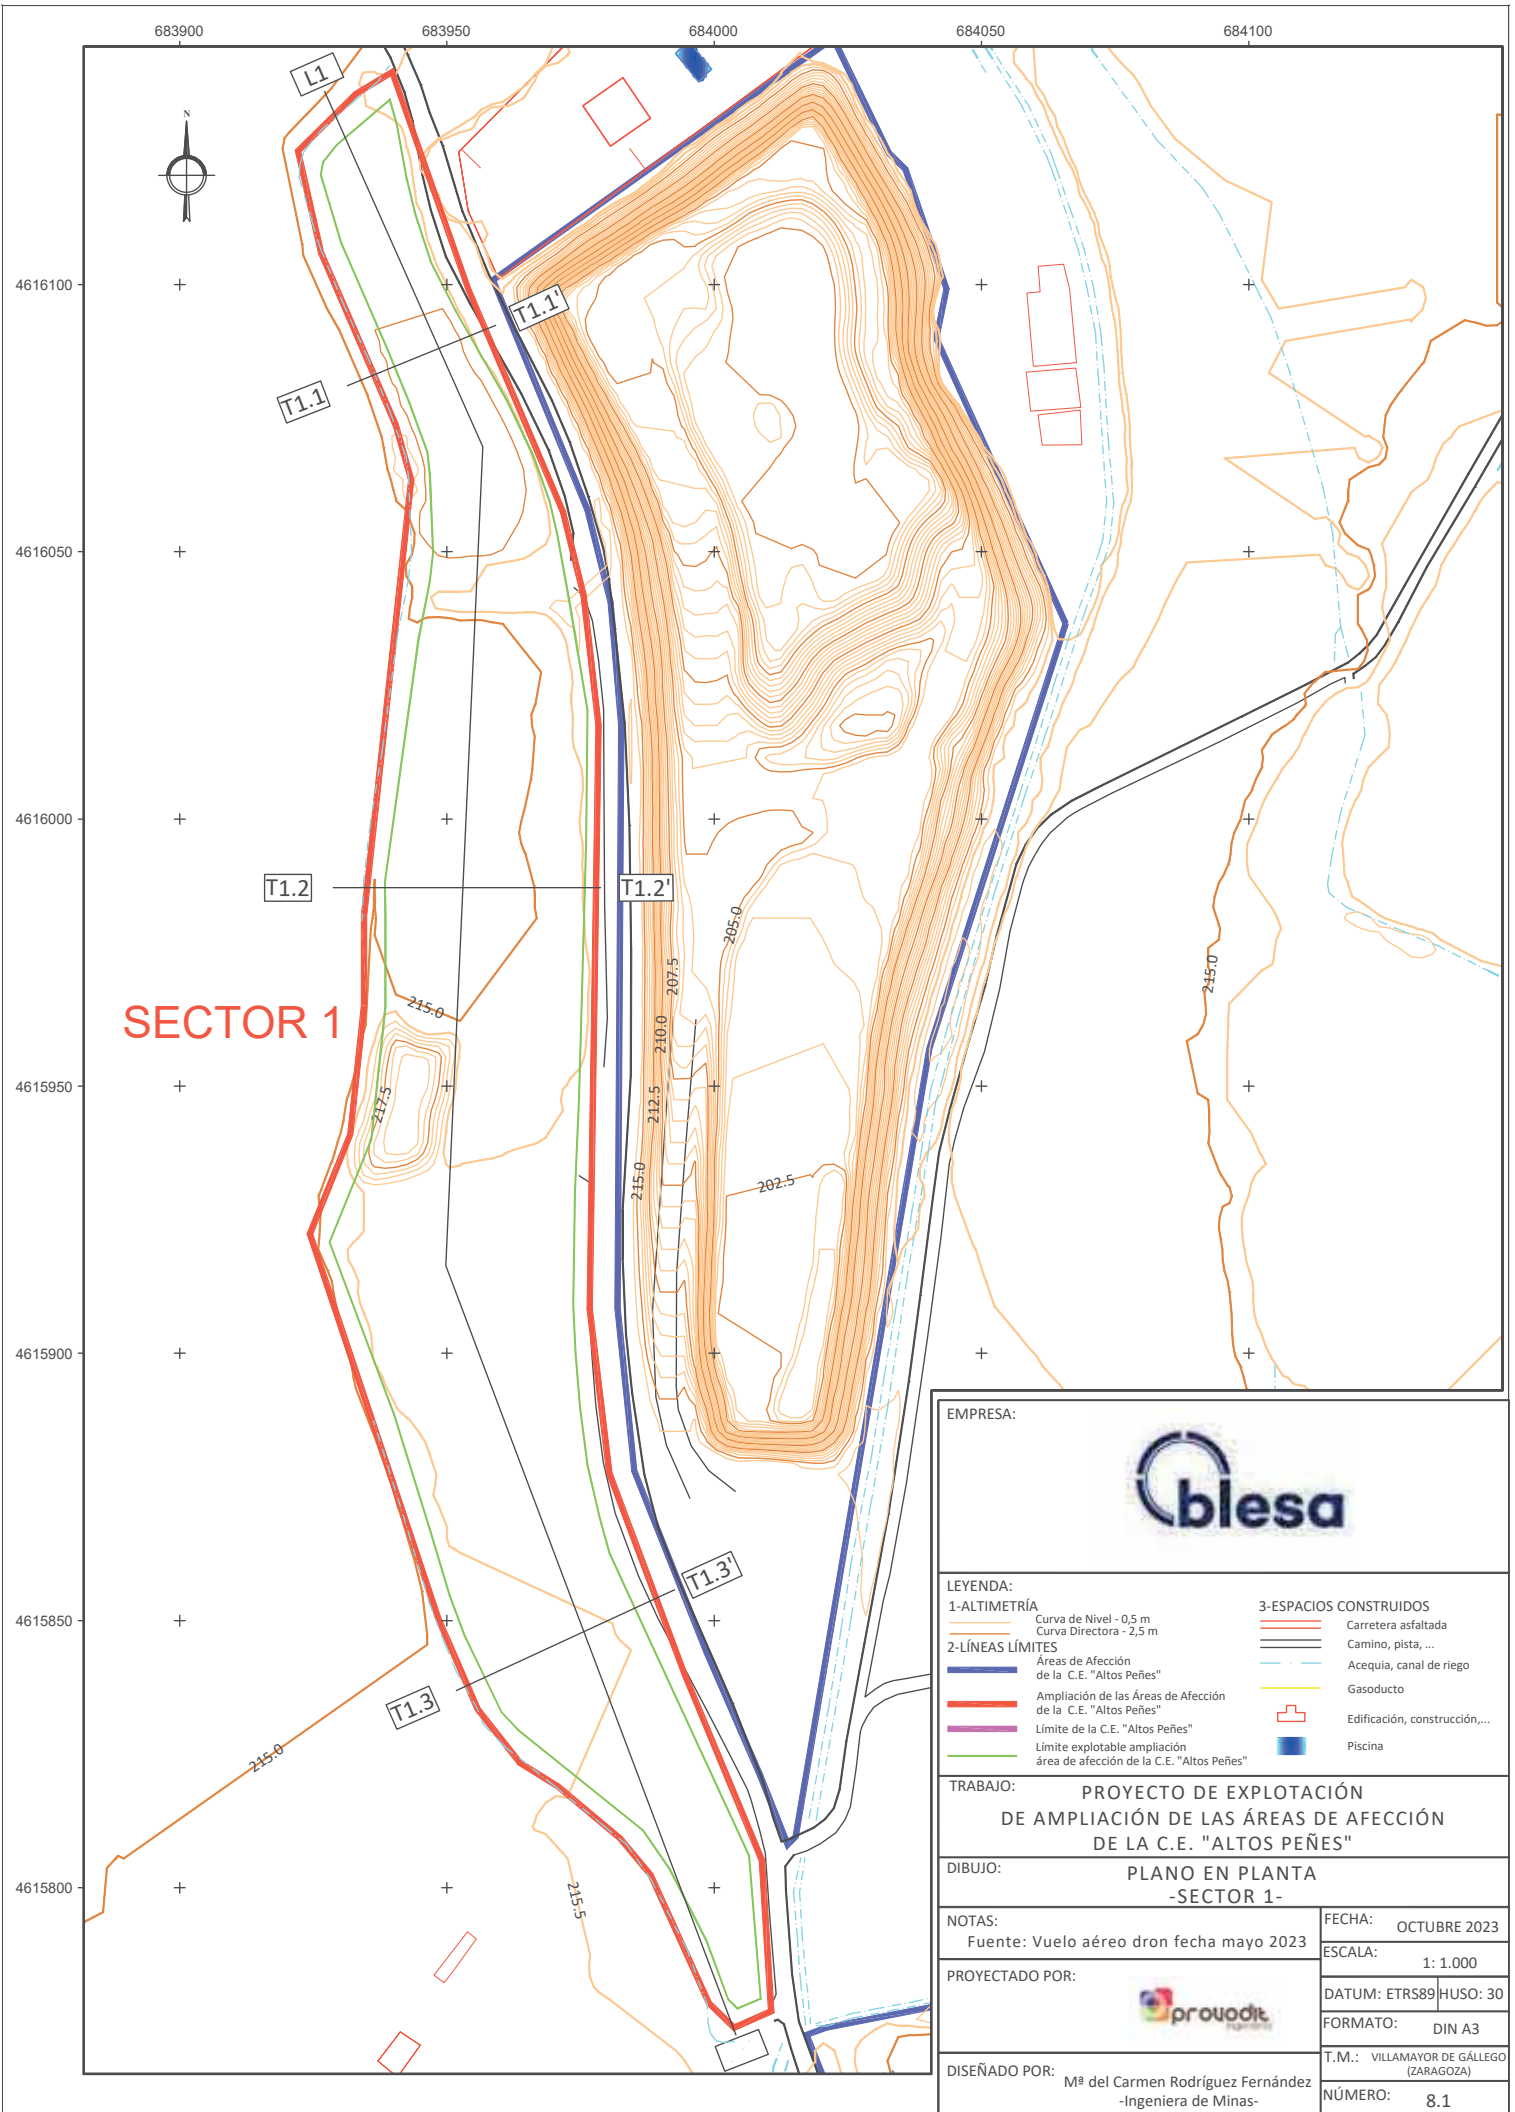 683900
683950
684000
684050
684100
L1
N
4616100
T1.1'
T1.1
4616050
4616000
T1.2
T1.2'
205.0
207.5
215.0
215.0
SECTOR 1
210.0
4615950
217.5
212.5
215.0
202.5
4615900
T1.3'
4615850
T1.3
215.0
4615800
215.5
EMPRESA:
blesa
LEYENDA:
1-ALTIMETRÍA
Curva de Nivel - 0,5 m
Curva Directora - 2,5 m
2-LÍNEAS LÍMITES
Áreas de Afección
de la C.E. "Altos Peñes"
Ampliación de las Áreas de Afección
de la C.E. "Altos Peñes"
Límite de la C.E. "Altos Peñes"
Límite explotable ampliación
área de afección de la C.E. "Altos Peñes"
3-ESPACIOS CONSTRUIDOS
Carretera asfaltada
Camino, pista, ...
Acequia, canal de riego
Gasoducto
Edificación, construcción,...
Piscina
TRABAJO:
PROYECTO DE EXPLOTACIÓN
DE AMPLIACIÓN DE LAS ÁREAS DE AFECCIÓN
DE LA C.E. "ALTOS PEÑES"
DIBUJO:
PLANO EN PLANTA
-SECTOR 1-
NOTAS:
Fuente: Vuelo aéreo dron fecha mayo 2023
FECHA: OCTUBRE 2023
ESCALA:
1: 1.000
PROYECTADO POR:
provodit
DATUM: ETRS89 HUSO: 30
FORMATO: DIN A3
T.M.: VILLAMAYOR DE GÁLLEGO
(ZARAGOZA)
DISEÑADO POR:
Mª del Carmen Rodríguez Fernández
-Ingeniera de Minas-
NÚMERO: 8.1